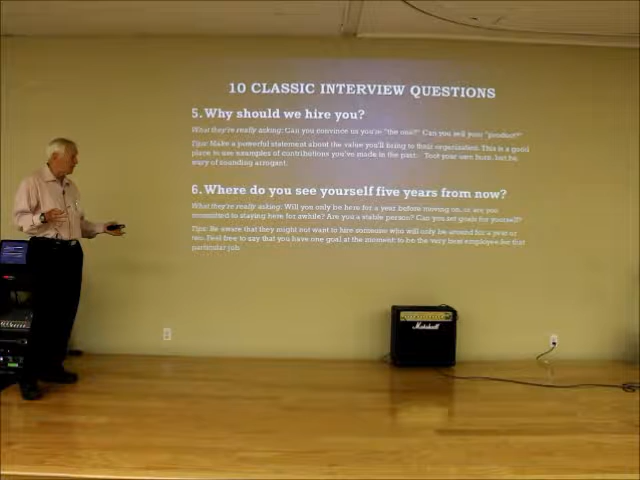 10 CLASSIC INTERVIEW QUESTIONS
5. Why should we hire you?
What they're really asking: Can you convince us you're "the one?" Can you sell your "product?"
Tips: Make a powerful statement about the value you'll bring to their organization. This is a good
place to use examples of contributions you've made in the past. Toot your own horn, but be
wary of sounding arrogant.
6. Where do you see yourself five years from now?
What they're really asking: Will you only be here for a year before moving on, or are you
committed to staying here for awhile? Are you a stable person? Can you set goals for yourself?
Tips: Be aware that they might not want to hire someone who will only be around for a year or
two. Feel free to say that you have one goal at the moment: to be the very best employee for that
particular job.
Marshall